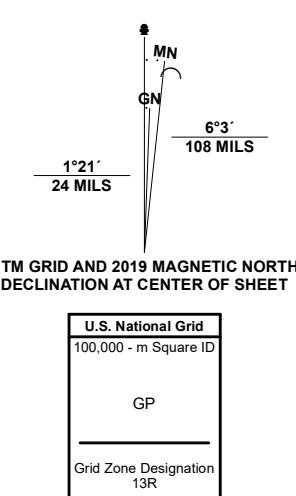 MN
GN
6°3´
108 MILS
1°21´
24 MILS
TM GRID AND 2019 MAGNETIC NORTH
DECLINATION AT CENTER OF SHEET
U.S. National Grid
100,000 - m Square ID
GP
Grid Zone Designation
13R